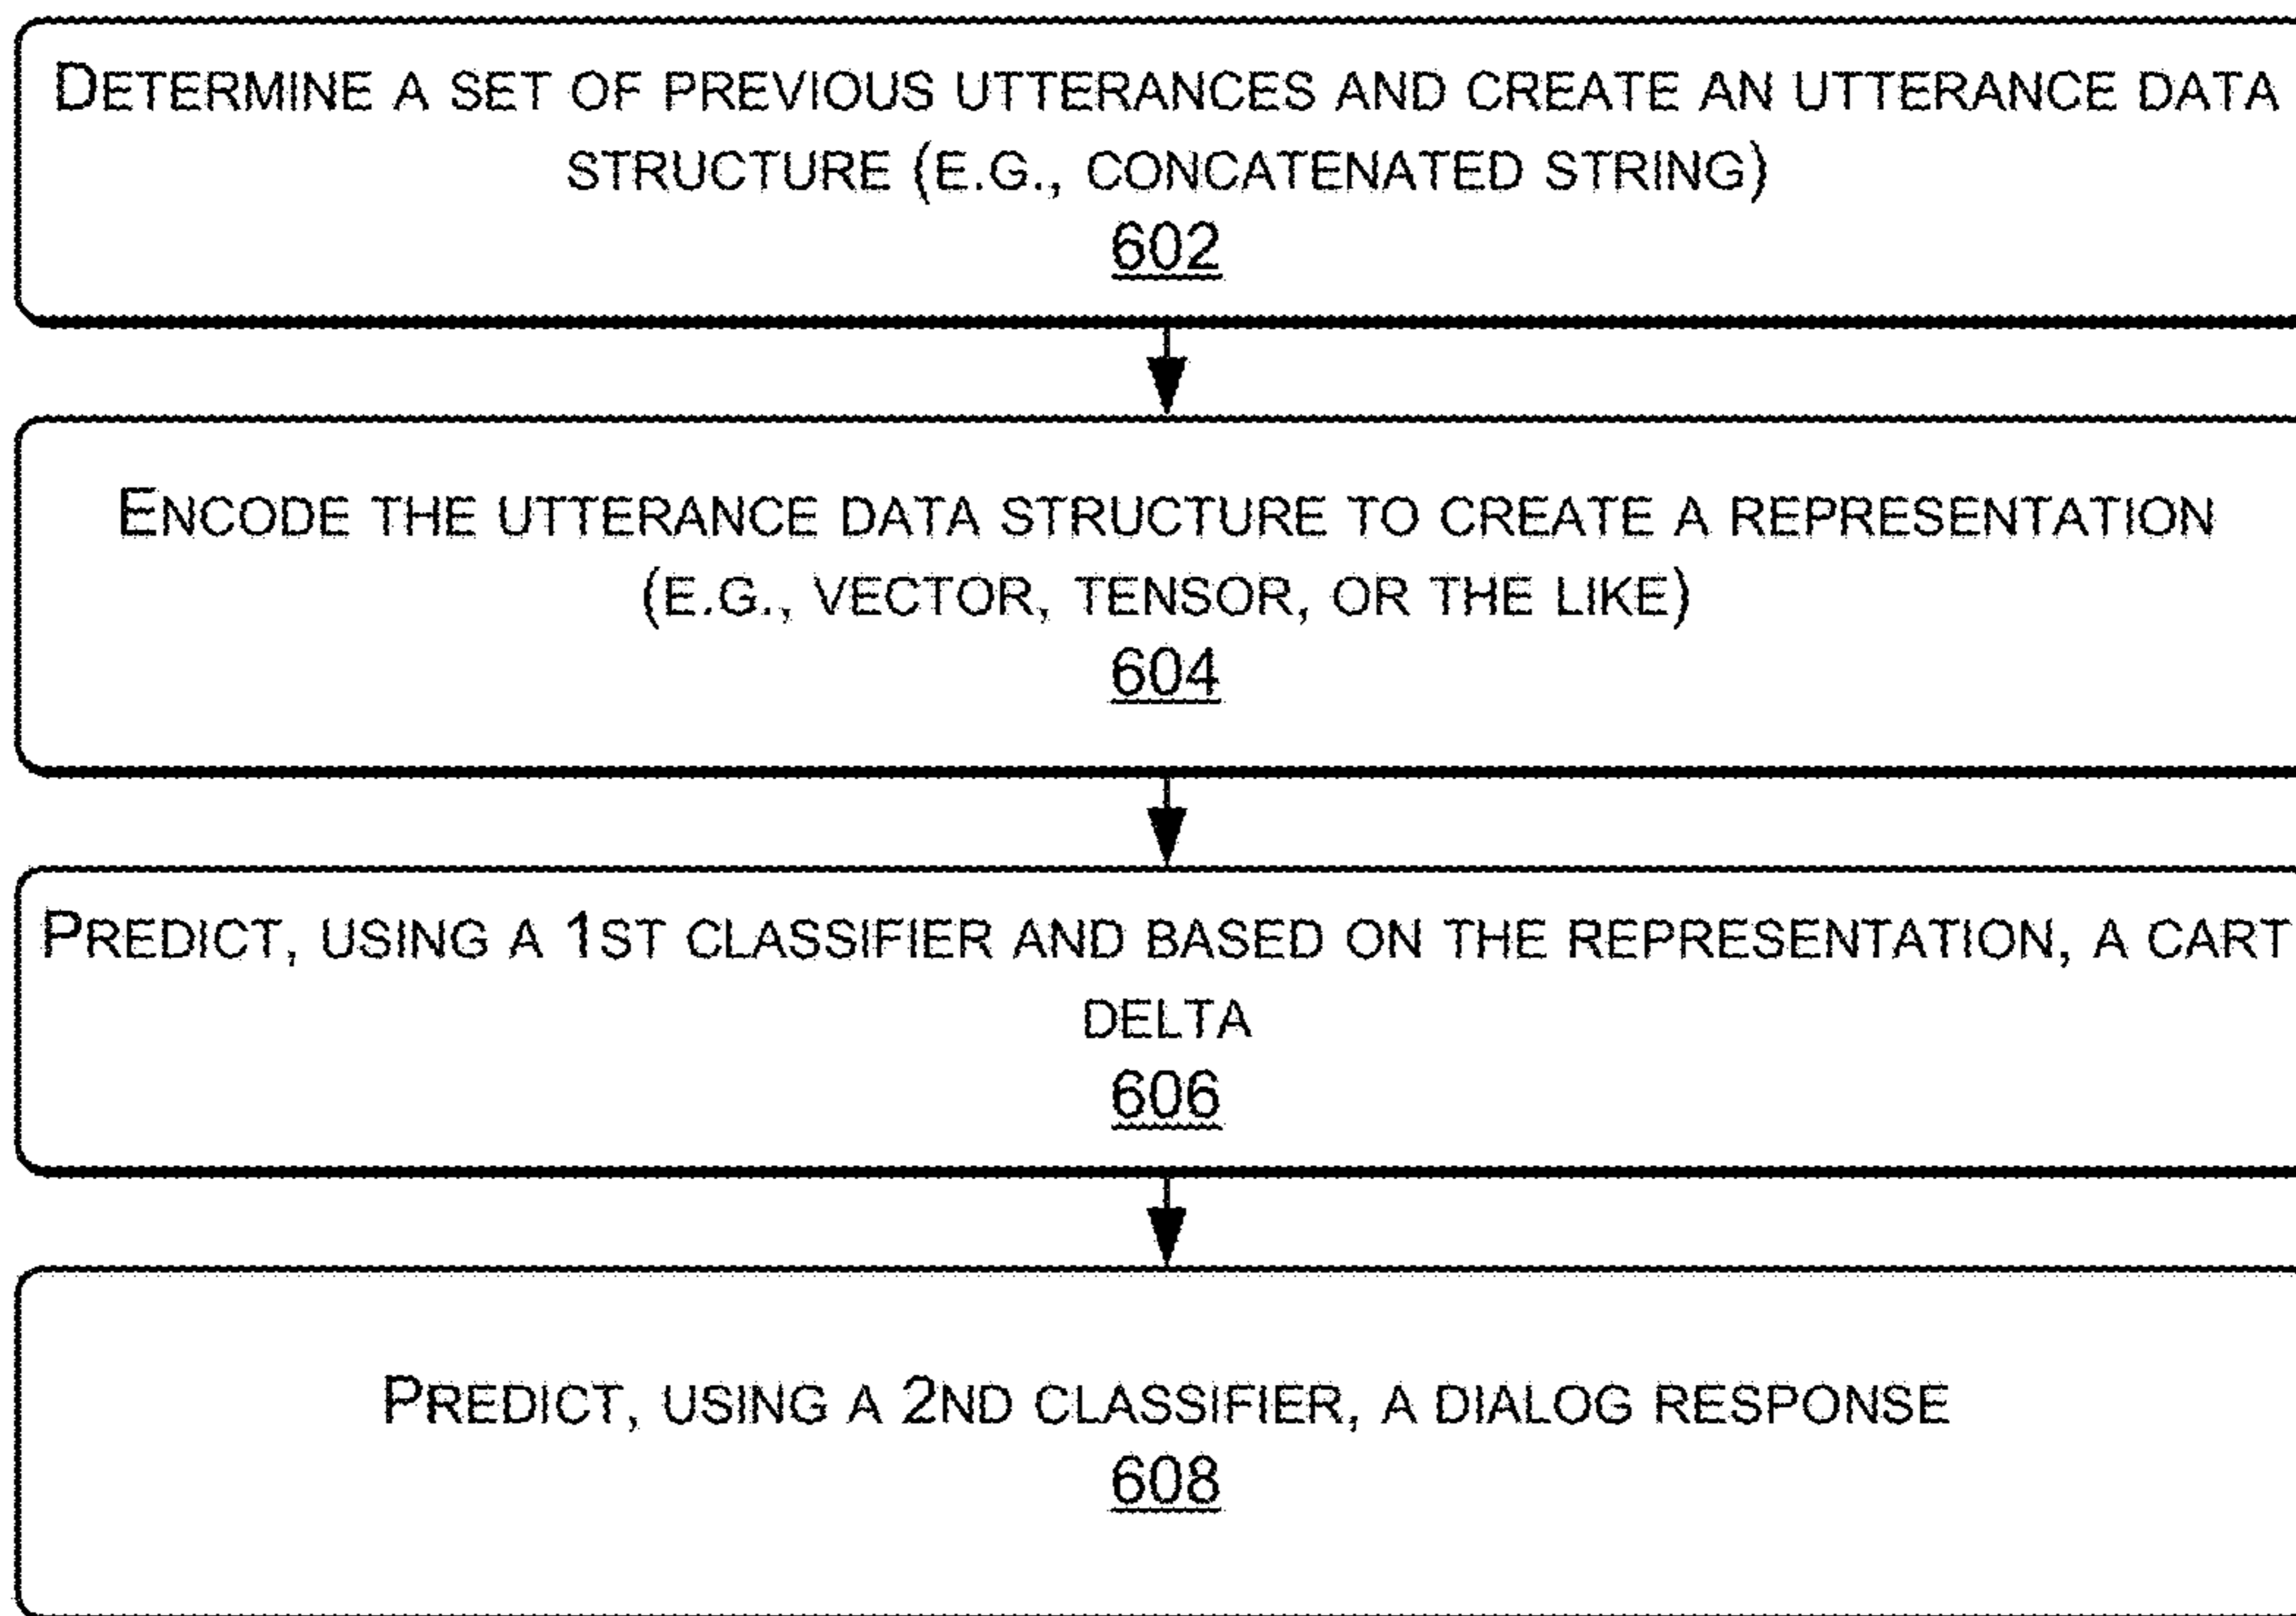 DETERMINE A SET OF PREVIOUS UTTERANCES AND CREATE AN UTTERANCE DATA
STRUCTURE (E.G., CONCATENATED STRING)
602
ENCODE THE UTTERANCE DATA STRUCTURE TO CREATE A REPRESENTATION
(E.G., VECTOR, TENSOR, OR THE LIKE)
604
PREDICT, USING A 1ST CLASSIFIER AND BASED ON THE REPRESENTATION, A CART
DELTA
606
PREDICT, USING A 2ND CLASSIFIER, A DIALOG RESPONSE
608